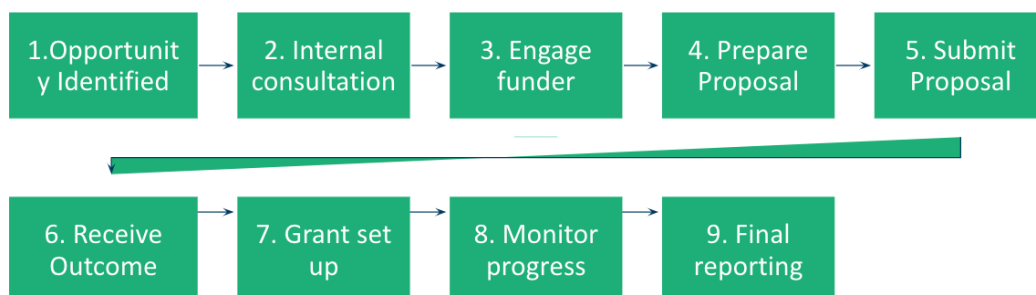 1.Opportunit
y Identified
2. Internal
consultation
3. Engage
funder
4. Prepare
Proposal
5. Submit
Proposal
6. Receive
Outcome
7. Grant set
up
8. Monitor
progress
9. Final
reporting